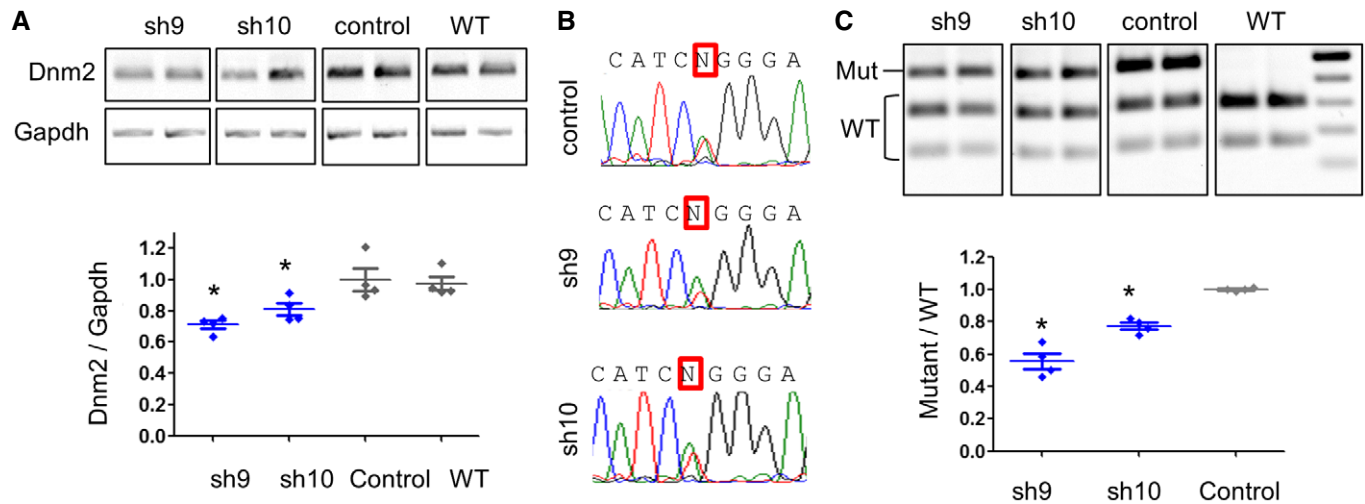 A
sh9 sh10 control WT
Dnm2
Gapdh
Dnm2 / Gapdh
1.2
1.0
0.8
0.6
0.4
0.2
0.0
* *
sh9 sh10 Control WT
B
control
C A T C N G G G A
sh9
C A T C N G G G A
sh10
C A T C N G G G A
C
sh9 sh10 control WT
Mut
WT
Mutant / WT
1.2
1.0
0.8
0.6
0.4
0.2
0.0
* *
sh9 sh10 Control